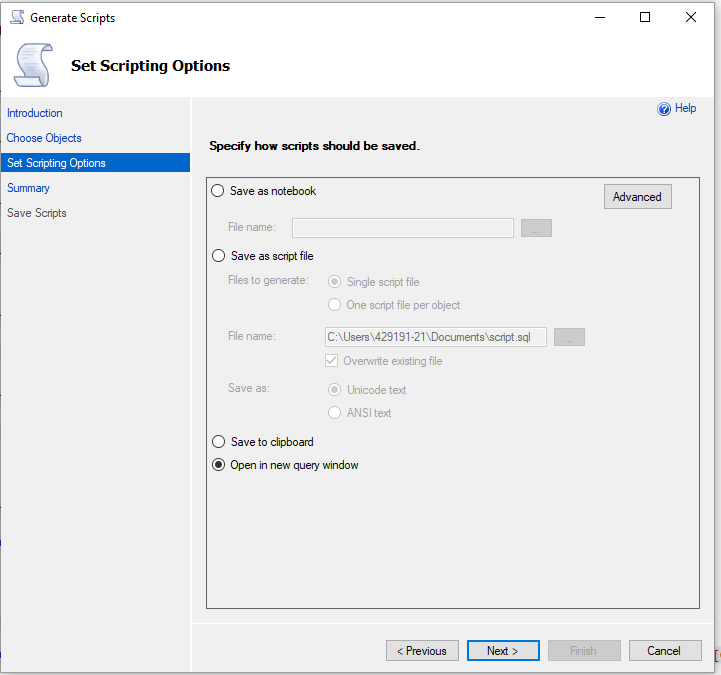 Generate Scripts
Set Scripting Options
Help
Introduction
Choose Objects
Set Scripting Options
Summary
Save Scripts
Specify how scripts should be saved.
Save as notebook
Advanced
File name:
...
Save as script file
Files to generate:
Single script file
One script file per object
File name:
C:\Users\429191-21\Documents\script.sql
...
Overwrite existing file
Save as:
Unicode text
ANSI text
Save to clipboard
Open in new query window
< Previous
Next >
Finish
Cancel